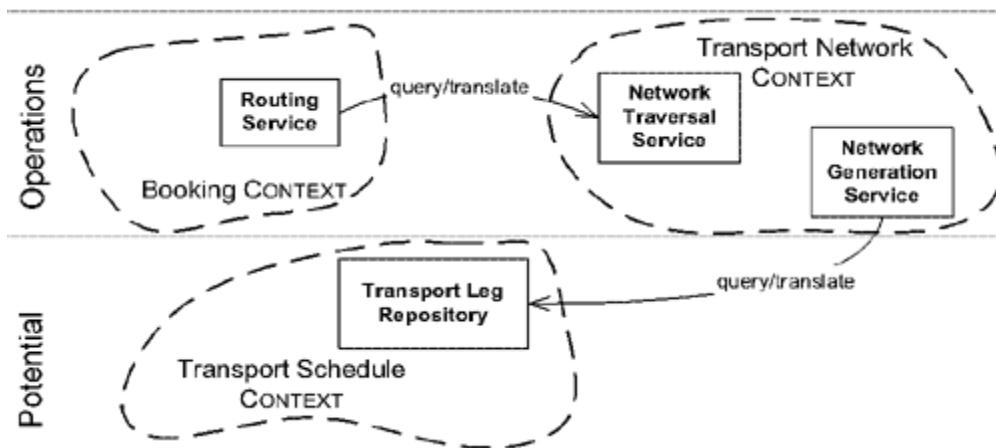 Operations
Routing
Service
Booking CONTEXT
query/translate
Transport Network
CONTEXT
Network
Traversal
Service
Network
Generation
Service
query/translate
Potential
Transport Leg
Repository
Transport Schedule
CONTEXT